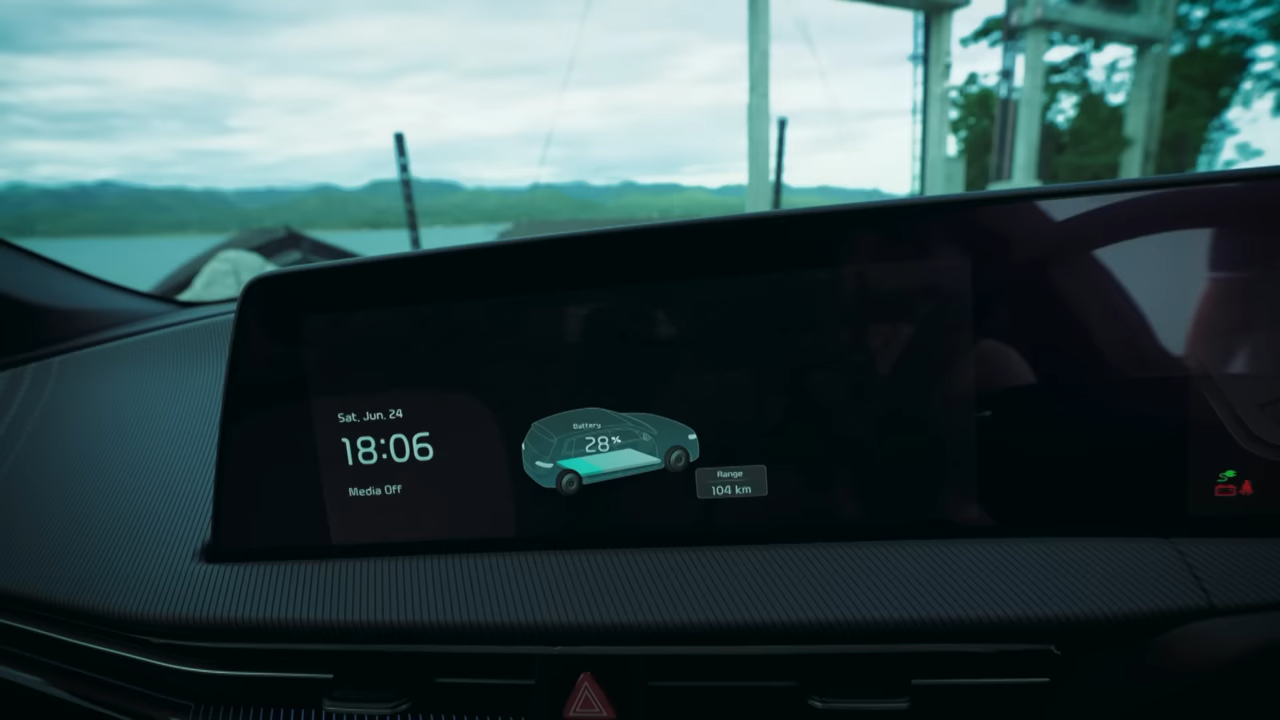 Sat, Jun. 24
18:06
Media Off
Battery
28%
Range
104 km